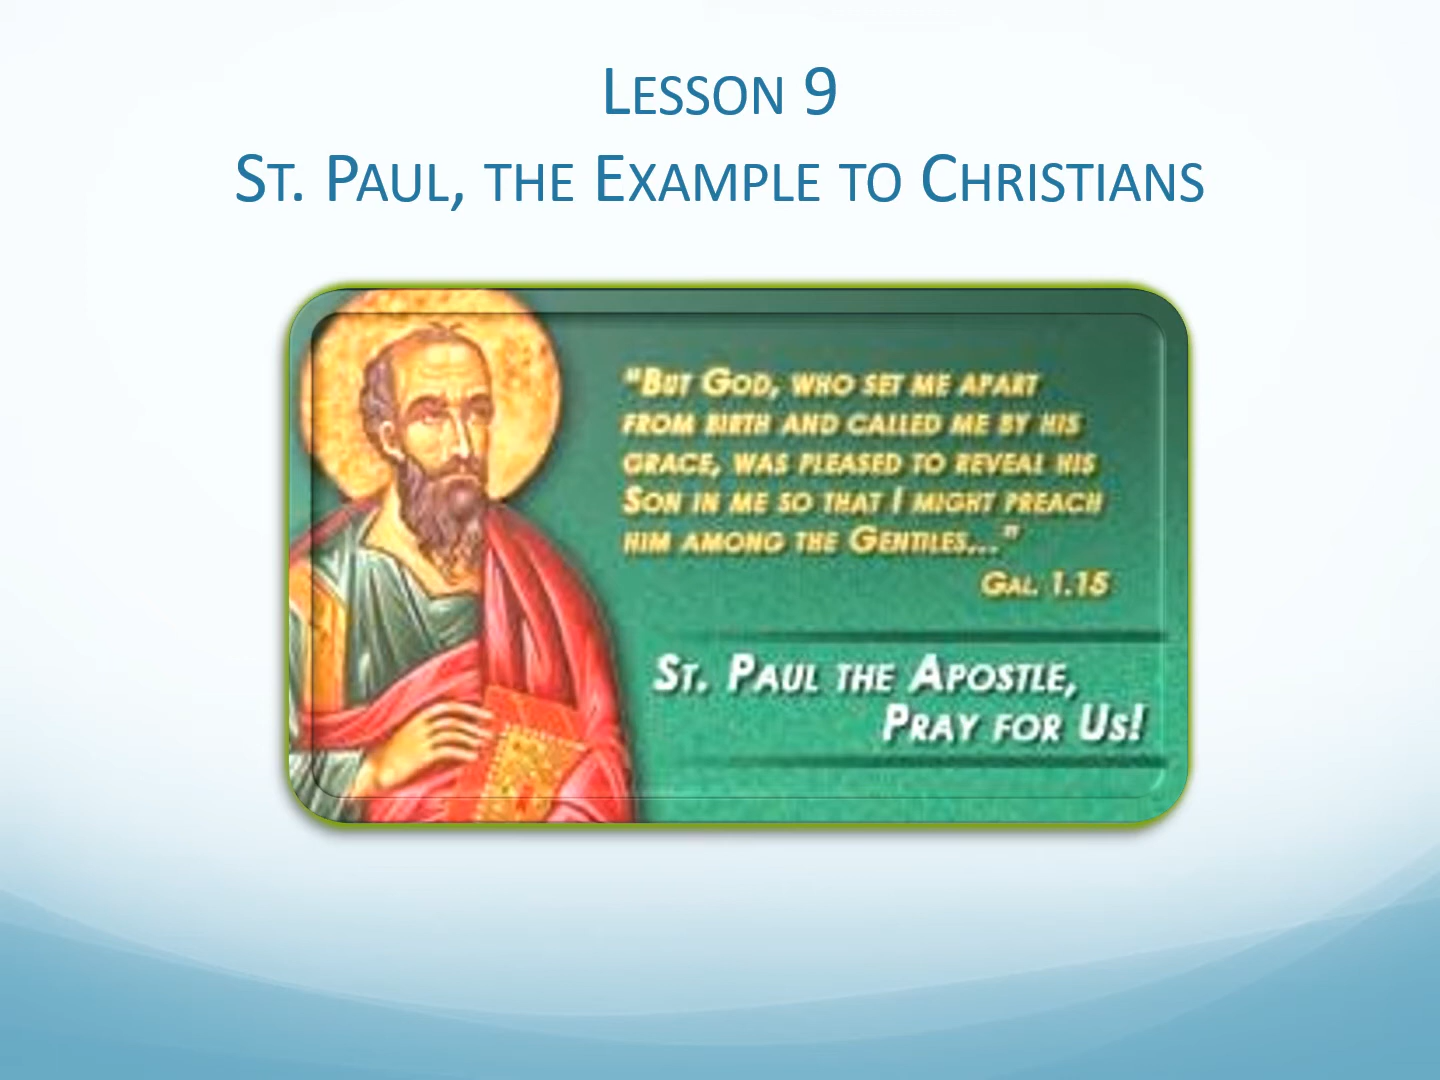 Lesson 9
St. Paul, the Example to Christians
"But God, who set me apart
from birth and called me by his
grace, was pleased to reveal his
Son in me so that I might preach
him among the Gentiles..."
Gal. 1.15
St. Paul the Apostle,
Pray for Us!